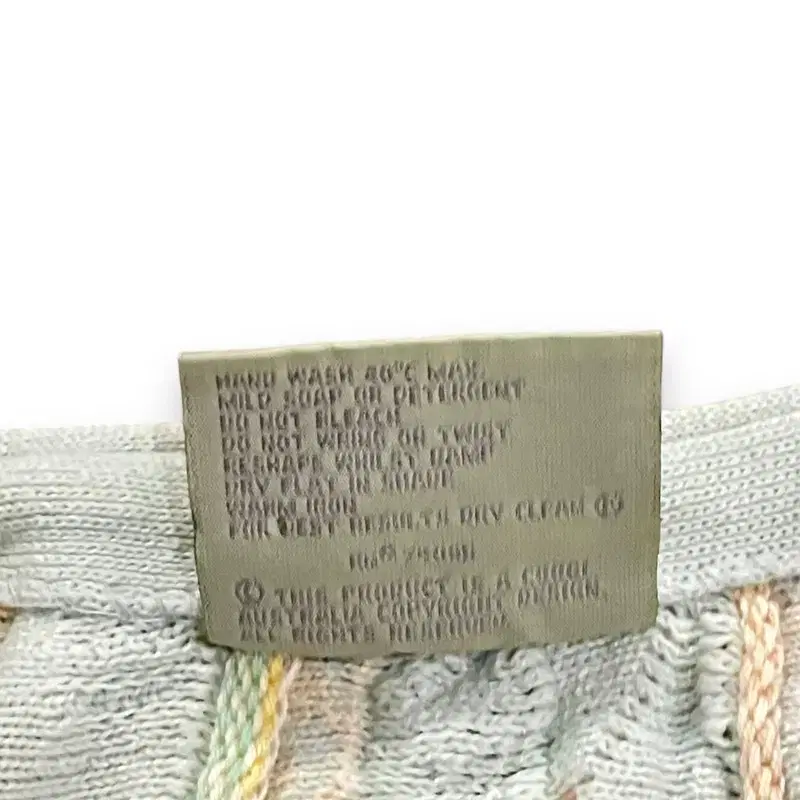 HAND WASH 40°C MAX.
MILD SOAP OR DETERGENT
DO NOT BLEACH
DO NOT WRING OR TWIST
RESHAPE WHILST DAMP
DRY FLAT IN SHADE
WARM IRON
FOR BEST RESULTS DRY CLEAN (P)
© THIS PRODUCT IS A COOGI
AUSTRALIA COPYRIGHT DESIGN.
ALL RIGHTS RESERVED.